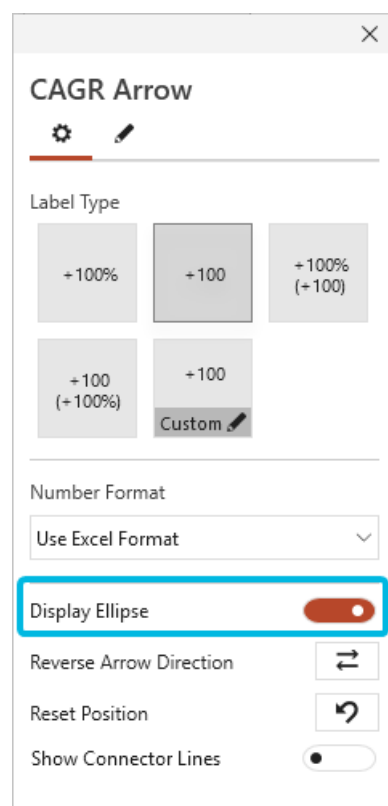 CAGR Arrow
Label Type
+100%
+100
+100%
(+100)
+100
(+100%)
+100
Custom
Number Format
Use Excel Format
Display Ellipse
Reverse Arrow Direction
Reset Position
Show Connector Lines